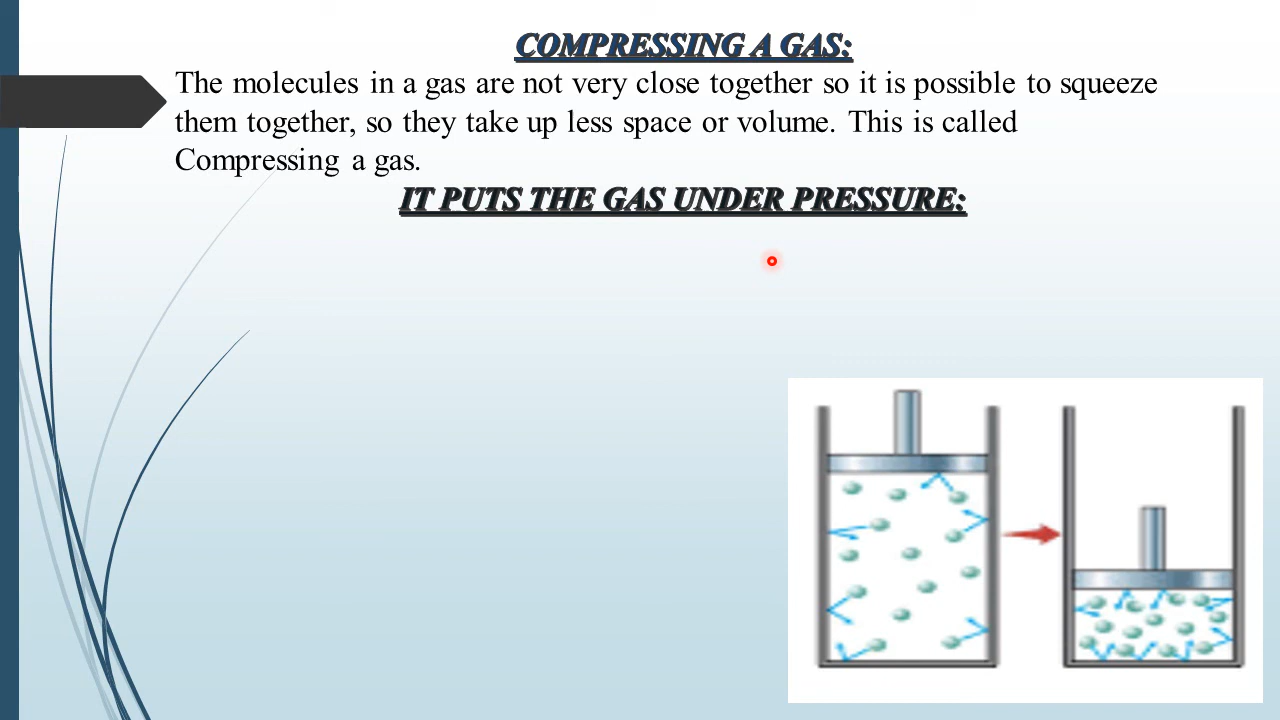 COMPRESSING A GAS:
The molecules in a gas are not very close together so it is possible to squeeze
them together, so they take up less space or volume. This is called
Compressing a gas.
IT PUTS THE GAS UNDER PRESSURE: